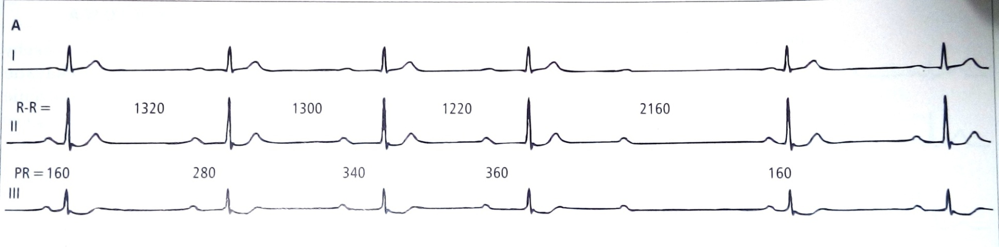 A
I
R-R = 1320 1300 1220 2160
II
PR = 160 280 340 360 160
III